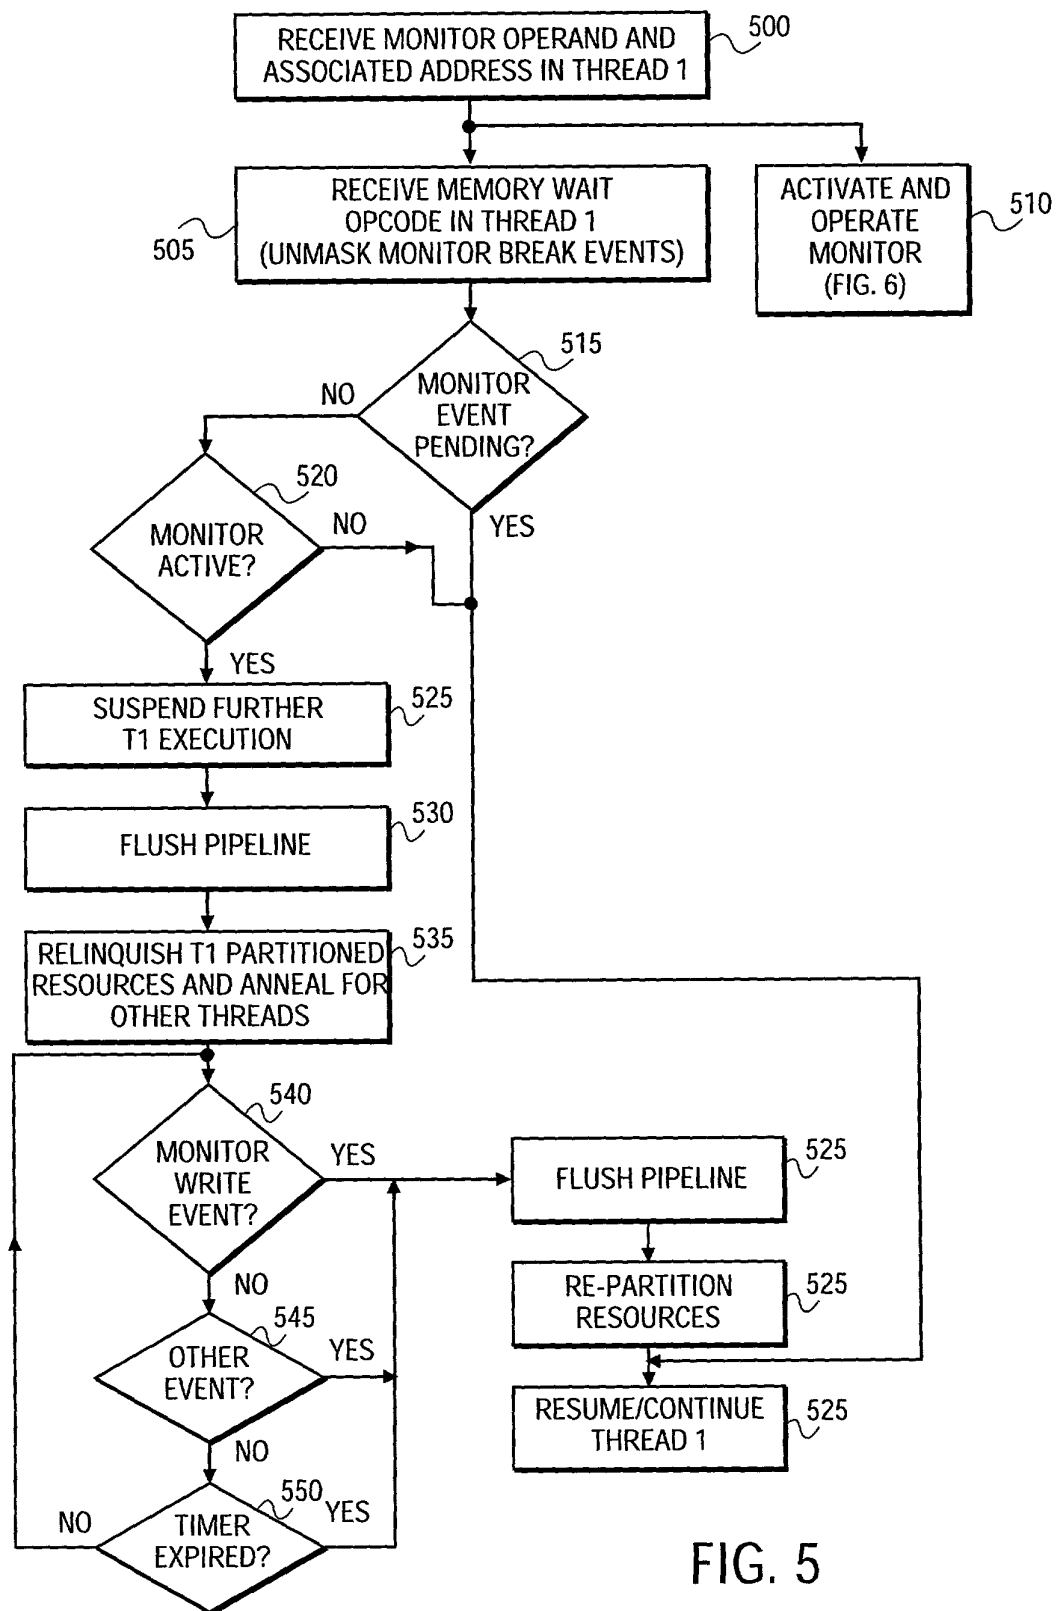 RECEIVE MONITOR OPERAND AND
ASSOCIATED ADDRESS IN THREAD 1
500
RECEIVE MEMORY WAIT
OPCODE IN THREAD 1
(UNMASK MONITOR BREAK EVENTS)
505
ACTIVATE AND
OPERATE
MONITOR
(FIG. 6)
510
515
MONITOR
EVENT
PENDING?
NO
YES
520
MONITOR
ACTIVE?
NO
YES
SUSPEND FURTHER
T1 EXECUTION
525
FLUSH PIPELINE
530
RELINQUISH T1 PARTITIONED
RESOURCES AND ANNEAL FOR
OTHER THREADS
535
540
MONITOR
WRITE
EVENT?
YES
NO
FLUSH PIPELINE
525
RE-PARTITION
RESOURCES
525
545
OTHER
EVENT?
YES
NO
RESUME/CONTINUE
THREAD 1
525
550
TIMER
EXPIRED?
YES
NO
FIG. 5